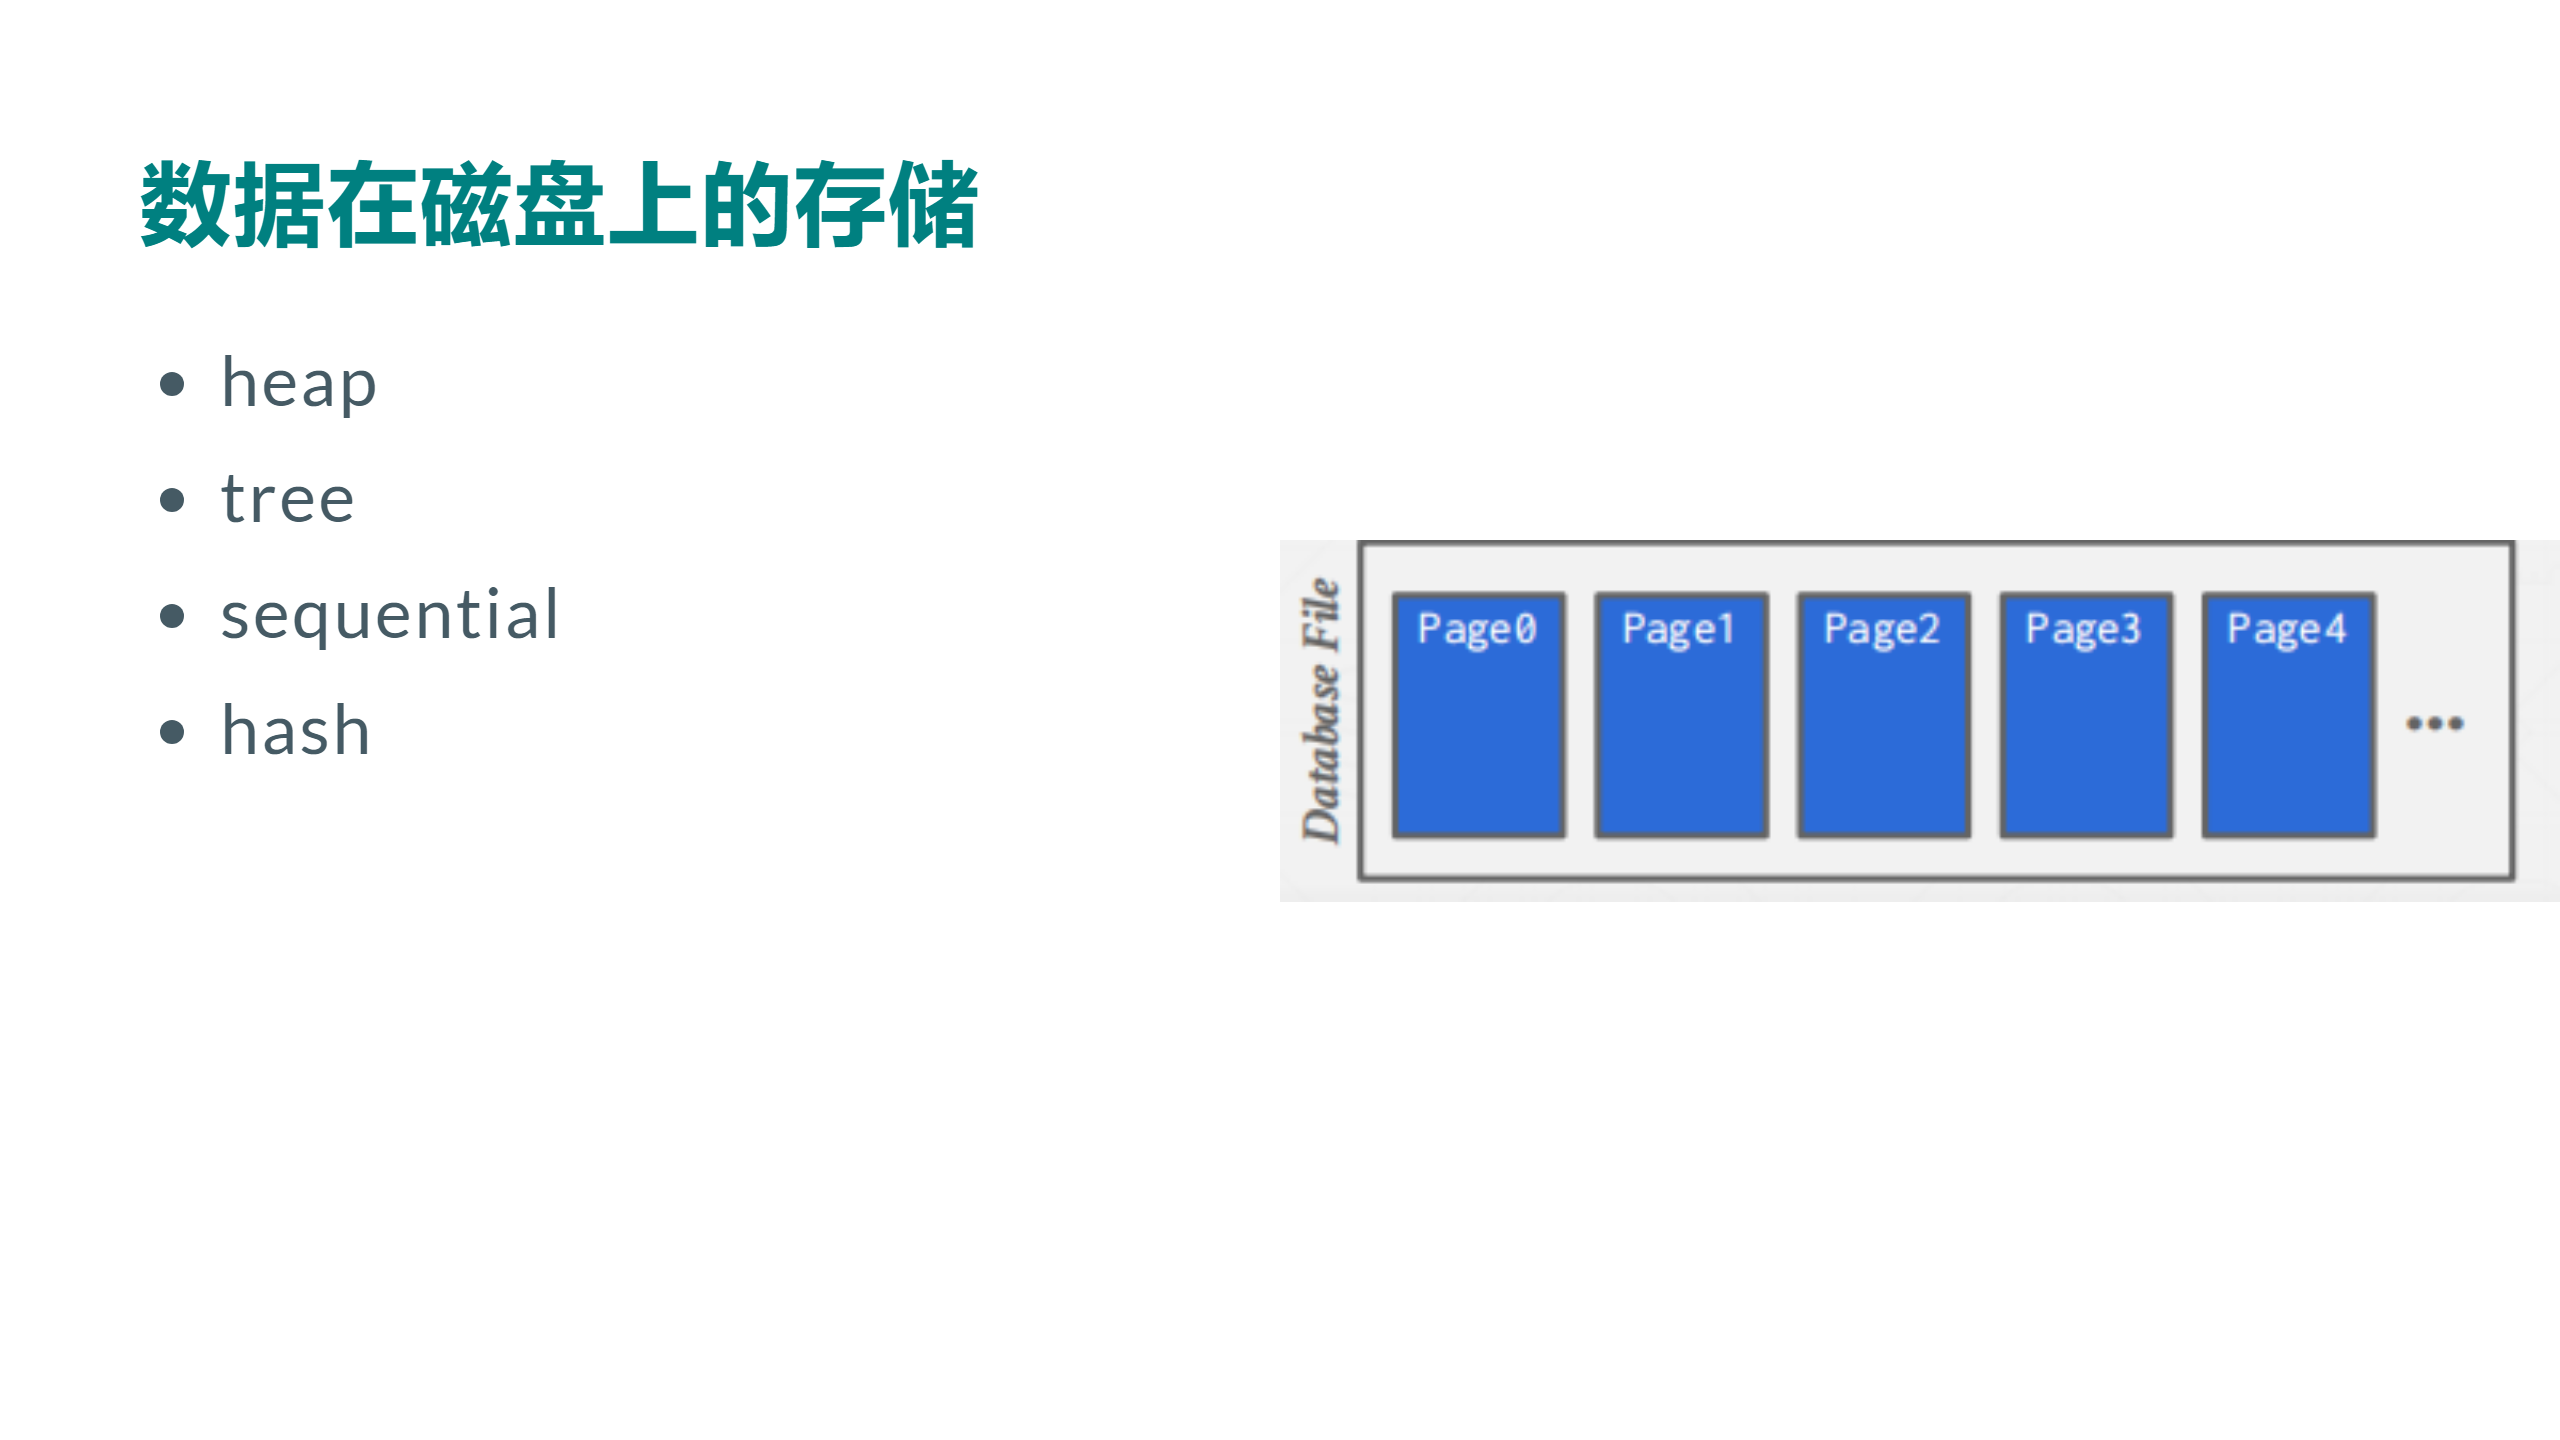 数据在磁盘上的存储
heap
tree
sequential
hash
Database File
Page0 Page1 Page2 Page3 Page4 •••